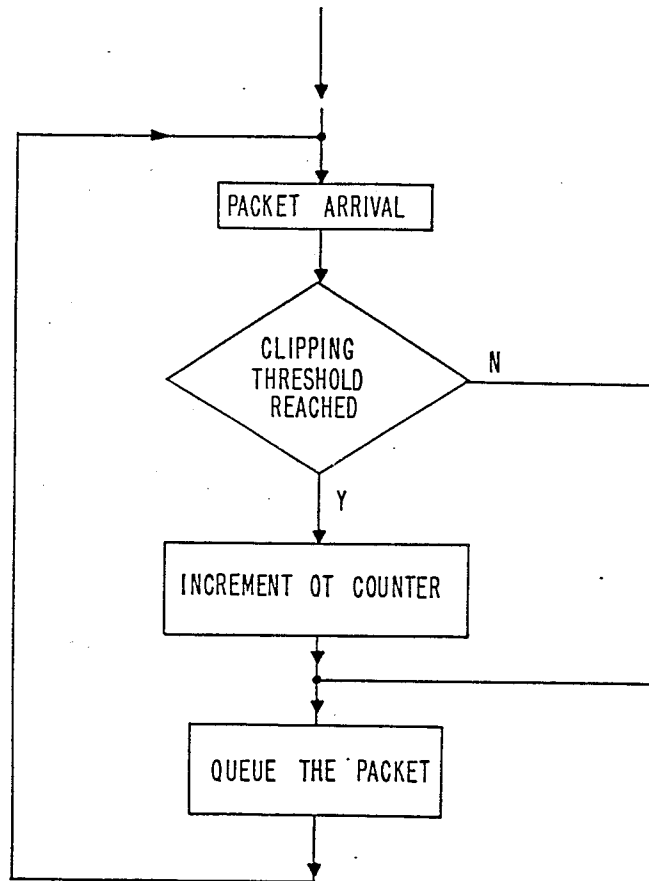 PACKET ARRIVAL
CLIPPING
THRESHOLD
REACHED
N
Y
INCREMENT OT COUNTER
QUEUE THE PACKET